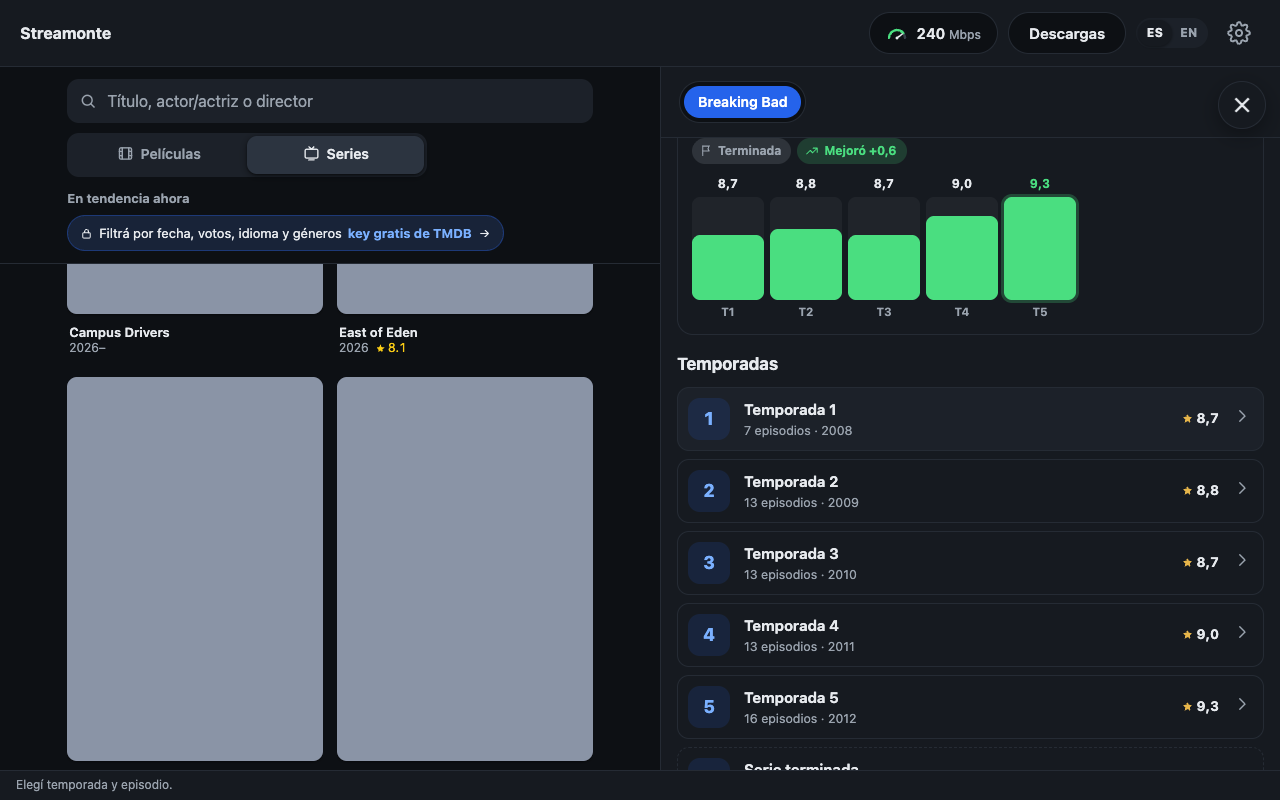 Streamonte
240 Mbps
Descargas
ES EN
Título, actor/actriz o director
Películas
Series
En tendencia ahora
Filtrá por fecha, votos, idioma y géneros key gratis de TMDB →
Campus Drivers
2026–
East of Eden
2026 ★ 8.1
Breaking Bad
Terminada
Mejoró +0,6
8,7 8,8 8,7 9,0 9,3
T1 T2 T3 T4 T5
Temporadas
1
Temporada 1
7 episodios · 2008
★ 8,7
2
Temporada 2
13 episodios · 2009
★ 8,8
3
Temporada 3
13 episodios · 2010
★ 8,7
4
Temporada 4
13 episodios · 2011
★ 9,0
5
Temporada 5
16 episodios · 2012
★ 9,3
Serie terminada
Elegí temporada y episodio.